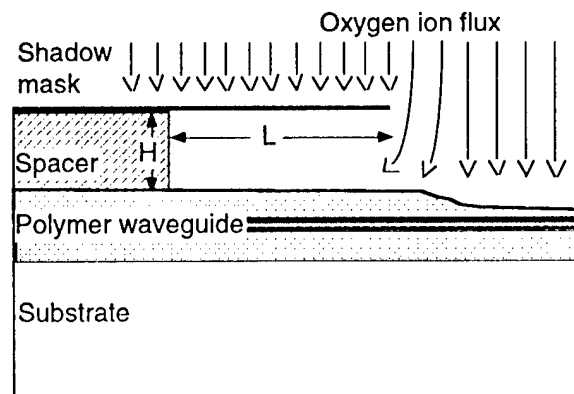 Oxygen ion flux
Shadow
mask
H
L
Spacer
Polymer waveguide
Substrate